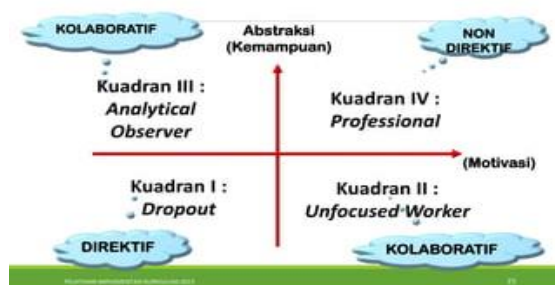 KOLABORATIF
Abstraksi
(Kemampuan)
NON
DIREKTIF
Kuadran III :
Analytical
Observer
Kuadran IV :
Professional
(Motivasi)
Kuadran I :
Dropout
Kuadran II :
Unfocused Worker
DIREKTIF
KOLABORATIF